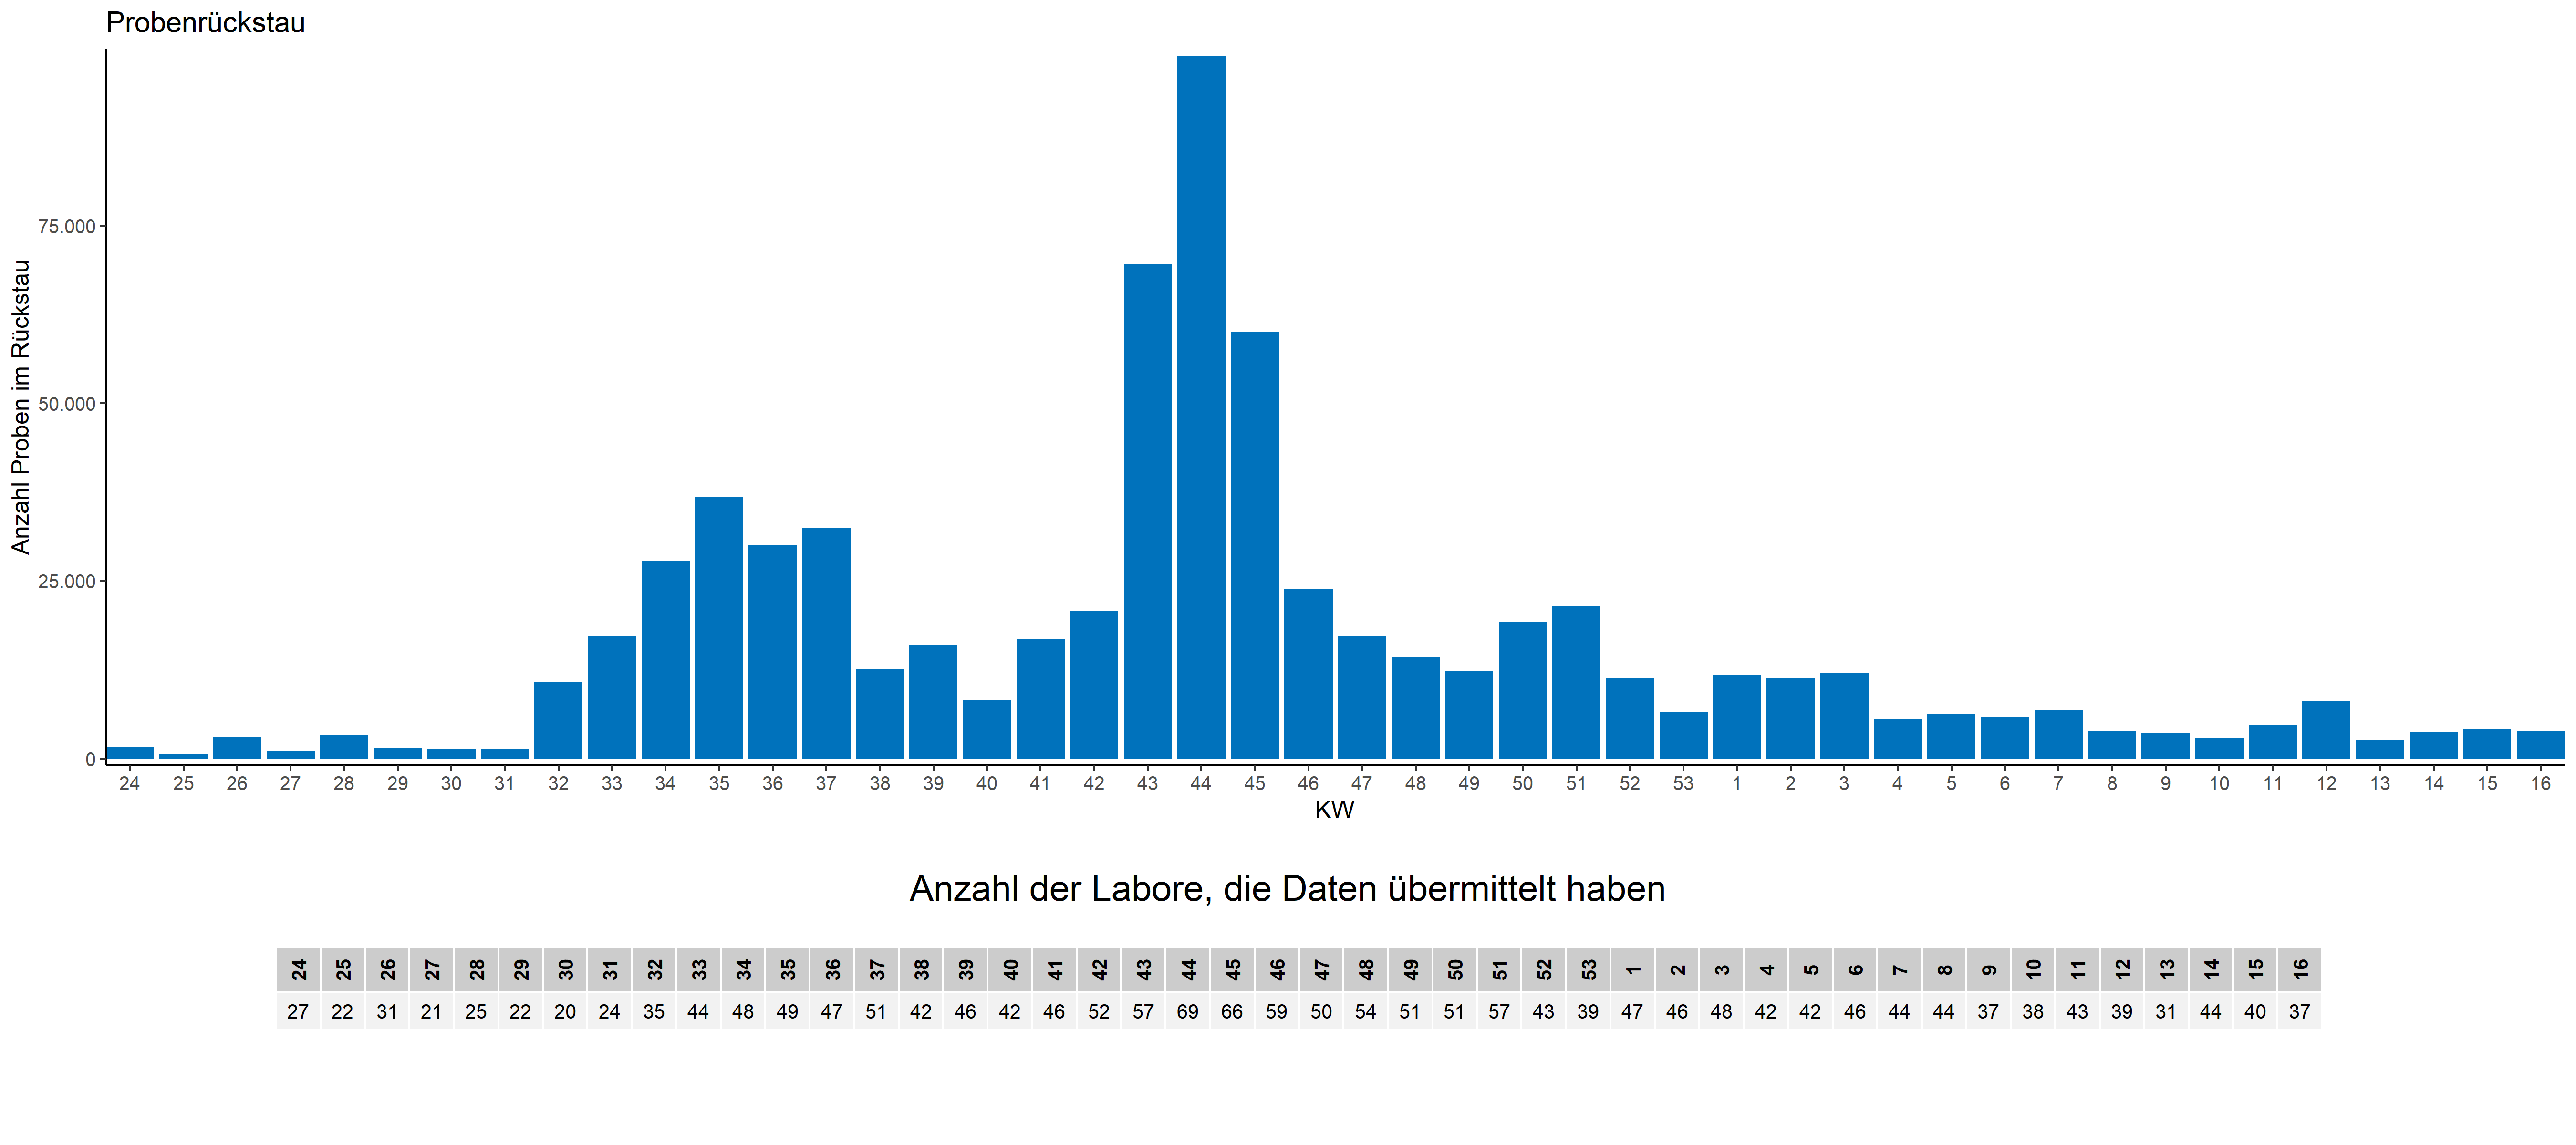 Probenrückstau
Anzahl Proben im Rückstau
75.000
50.000
25.000
0
24 25 26 27 28 29 30 31 32 33 34 35 36 37 38 39 40 41 42 43 44 45 46 47 48 49 50 51 52 53 1 2 3 4 5 6 7 8 9 10 11 12 13 14 15 16
KW
Anzahl der Labore, die Daten übermittelt haben
24 25 26 27 28 29 30 31 32 33 34 35 36 37 38 39 40 41 42 43 44 45 46 47 48 49 50 51 52 53 1 2 3 4 5 6 7 8 9 10 11 12 13 14 15 16
27 22 31 21 25 22 20 24 35 44 48 49 47 51 42 46 42 46 52 57 69 66 59 50 54 51 51 57 43 39 47 46 48 42 42 46 44 44 37 38 43 39 31 44 40 37